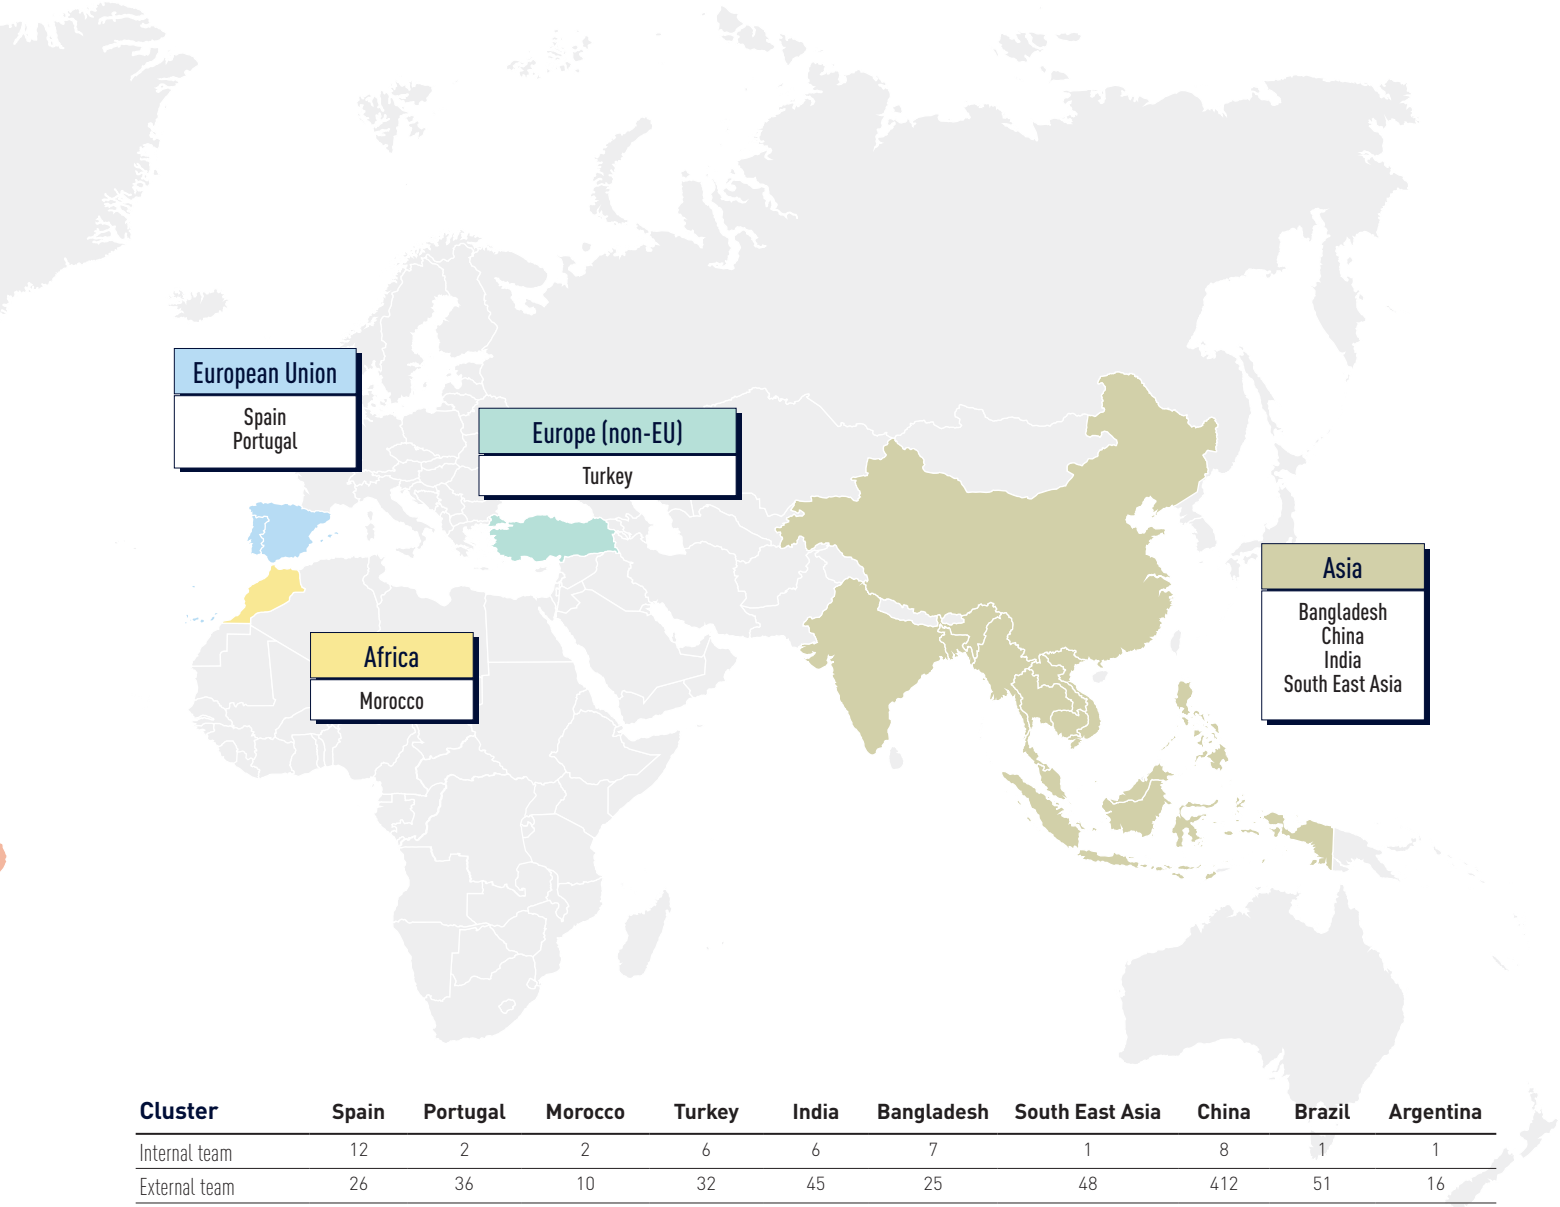 European Union
Spain
Portugal
Europe (non-EU)
Turkey
Africa
Morocco
Asia
Bangladesh
China
India
South East Asia
Cluster Spain Portugal Morocco Turkey India Bangladesh South East Asia China Brazil Argentina
Internal team 12 2 2 6 6 7 1 8 1 1
External team 26 36 10 32 45 25 48 412 51 16